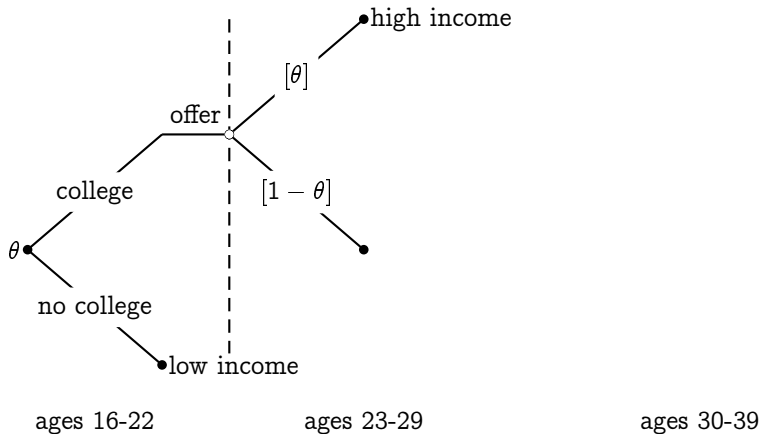 high income
[θ]
offer
college
[1 − θ]
θ
no college
low income
ages 16-22
ages 23-29
ages 30-39